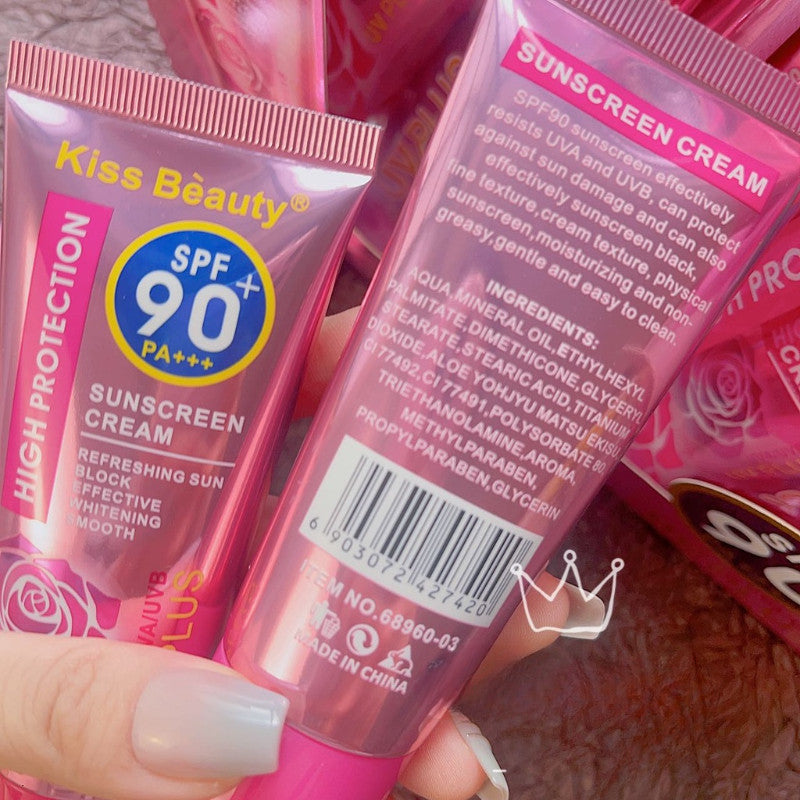 Kiss Bèauty®
HIGH PROTECTION
SPF +
90
PA+++
SUNSCREEN
CREAM
REFRESHING SUN
BLOCK
EFFECTIVE
WHITENING
SMOOTH
UVA/UVB
PLUS
SUNSCREEN CREAM
SPF90 sunscreen effectively
resists UVA and UVB, can protect
against sun damage and can also
effectively sunscreen black,
fine texture,cream texture, physical
sunscreen,moisturizing and non-
greasy,gentle and easy to clean.
INGREDIENTS:
AQUA,MINERAL OIL,ETHYLHEXYL
PALMITATE,DIMETHICONE,GLYCERYL
STEARATE,STEARIC ACID,TITANIUM
DIOXIDE,ALOE YOHJYU MATSU EKISU,
CI 77492,CI 77491,POLYSORBATE 80,
TRIETHANOLAMINE,AROMA,
METHYLPARABEN,
PROPYLPARABEN,GLYCERIN
6 903072 427420
ITEM NO.68960-03
MADE IN CHINA